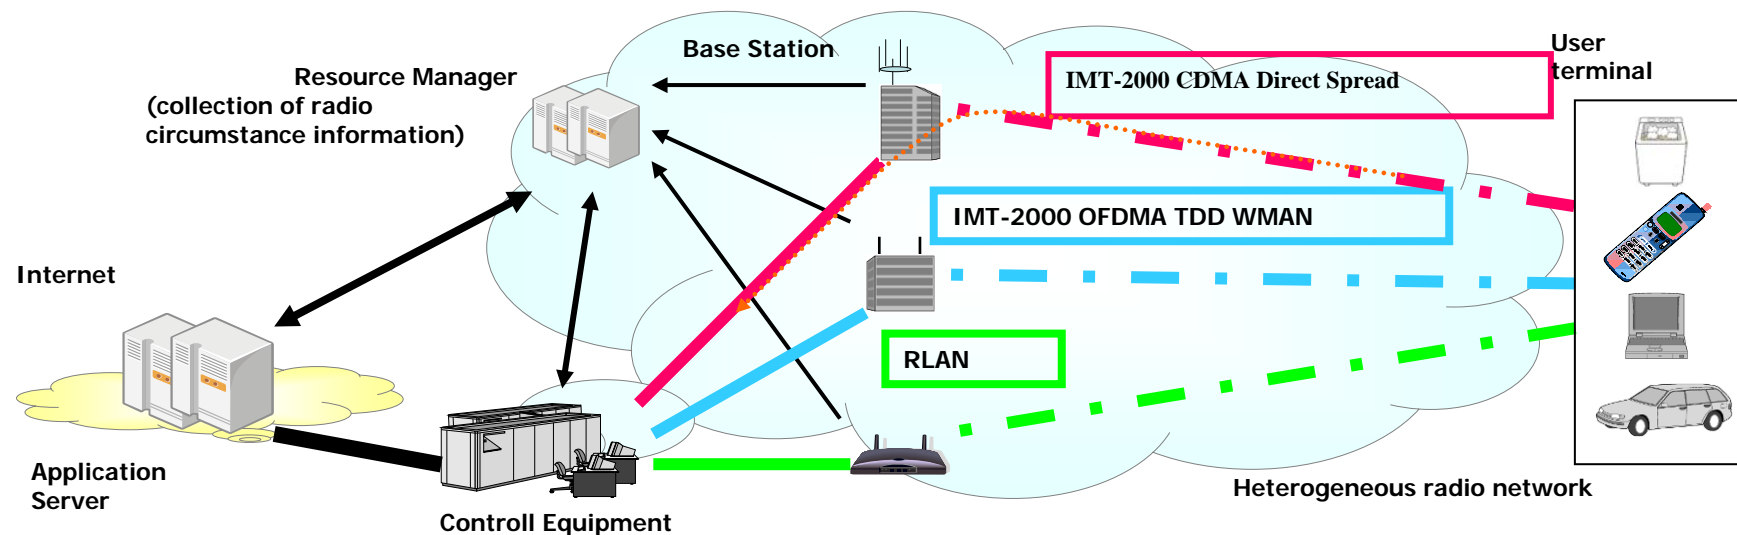 Base Station
User
terminal
Resource Manager
(collection of radio
circumstance information)
IMT-2000 CDMA Direct Spread
IMT-2000 OFDMA TDD WMAN
Internet
RLAN
Application
Server
Heterogeneous radio network
Controll Equipment